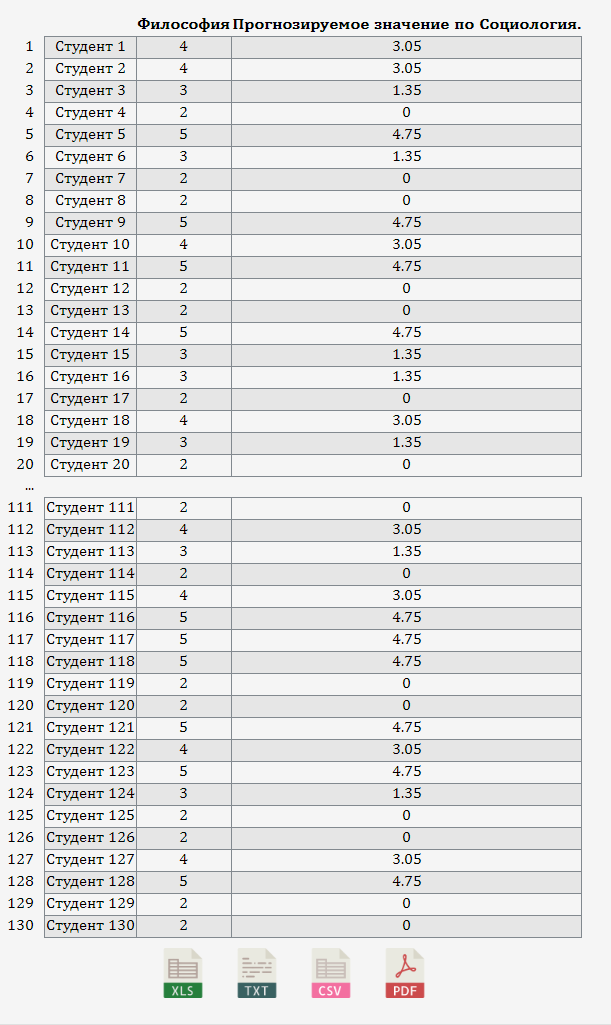 Философия Прогнозируемое значение по Социология.
1 Студент 1 4 3.05
2 Студент 2 4 3.05
3 Студент 3 3 1.35
4 Студент 4 2 0
5 Студент 5 5 4.75
6 Студент 6 3 1.35
7 Студент 7 2 0
8 Студент 8 2 0
9 Студент 9 5 4.75
10 Студент 10 4 3.05
11 Студент 11 5 4.75
12 Студент 12 2 0
13 Студент 13 2 0
14 Студент 14 5 4.75
15 Студент 15 3 1.35
16 Студент 16 3 1.35
17 Студент 17 2 0
18 Студент 18 4 3.05
19 Студент 19 3 1.35
20 Студент 20 2 0
...
111 Студент 111 2 0
112 Студент 112 4 3.05
113 Студент 113 3 1.35
114 Студент 114 2 0
115 Студент 115 4 3.05
116 Студент 116 5 4.75
117 Студент 117 5 4.75
118 Студент 118 5 4.75
119 Студент 119 2 0
120 Студент 120 2 0
121 Студент 121 5 4.75
122 Студент 122 4 3.05
123 Студент 123 5 4.75
124 Студент 124 3 1.35
125 Студент 125 2 0
126 Студент 126 2 0
127 Студент 127 4 3.05
128 Студент 128 5 4.75
129 Студент 129 2 0
130 Студент 130 2 0
XLS TXT CSV PDF